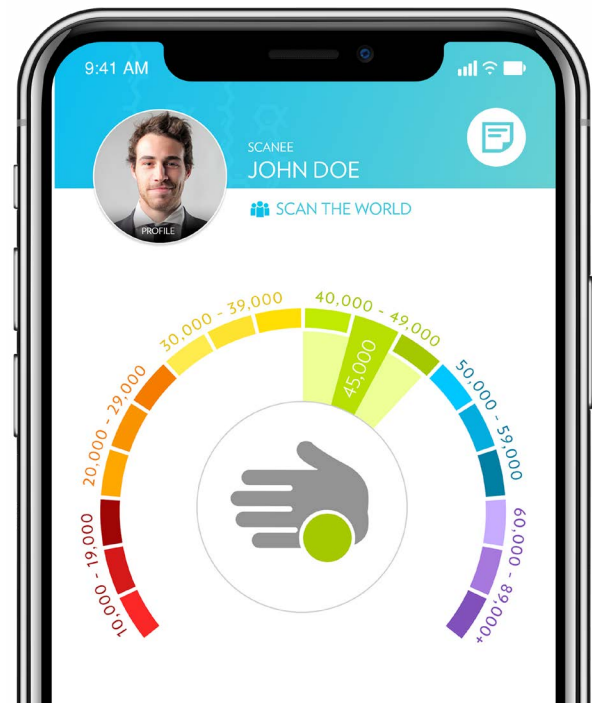 9:41 AM
SCANEE
JOHN DOE
PROFILE
SCAN THE WORLD
10,000 - 19,000
20,000 - 29,000
30,000 - 39,000
40,000 - 49,000
45,000
50,000 - 59,000
60,000 - 89,000+